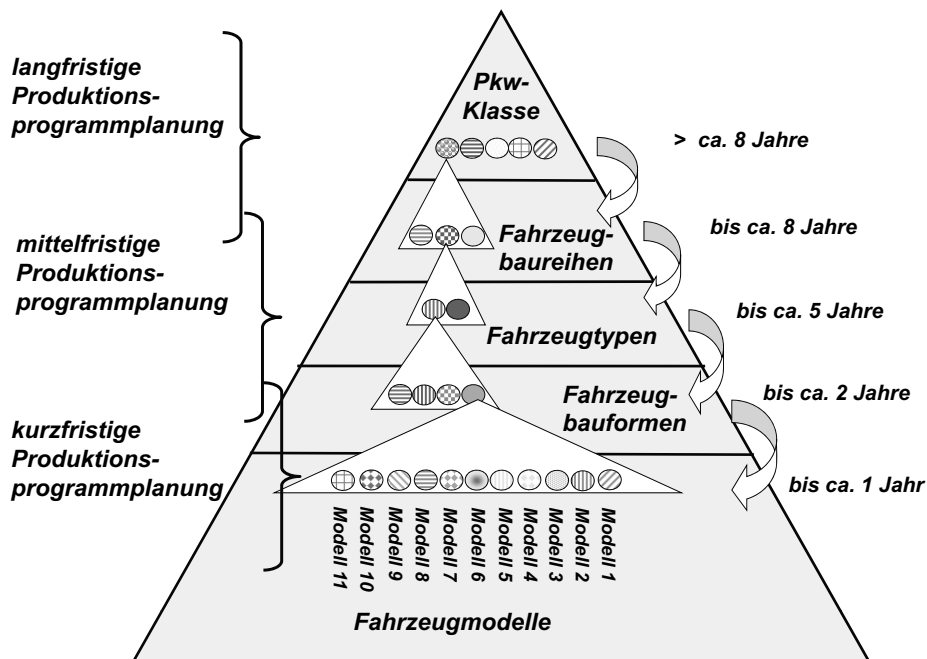 langfristige
Produktions-
programmplanung
Pkw-
Klasse
> ca. 8 Jahre
mittelfristige
Produktions-
programmplanung
Fahrzeug-
baureihen
bis ca. 8 Jahre
Fahrzeugtypen
bis ca. 5 Jahre
kurzfristige
Produktions-
programmplanung
Fahrzeug-
bauformen
bis ca. 2 Jahre
bis ca. 1 Jahr
Modell 11
Modell 10
Modell 9
Modell 8
Modell 7
Modell 6
Modell 5
Modell 4
Modell 3
Modell 2
Modell 1
Fahrzeugmodelle